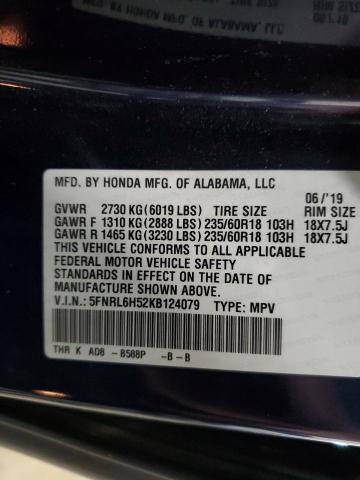 MFD. BY HONDA MFG. OF ALABAMA, LLC
06/'19
GVWR 2730 KG(6019 LBS) TIRE SIZE RIM SIZE
GAWR F 1310 KG(2888 LBS) 235/60R18 103H 18X7.5J
GAWR R 1465 KG(3230 LBS) 235/60R18 103H 18X7.5J
THIS VEHICLE CONFORMS TO ALL APPLICABLE
FEDERAL MOTOR VEHICLE SAFETY
STANDARDS IN EFFECT ON THE DATE OF
MANUFACTURE SHOWN ABOVE.
V.I.N.: 5FNRL6H52KB124079 TYPE: MPV
THR K AD8 - B588P -B-B